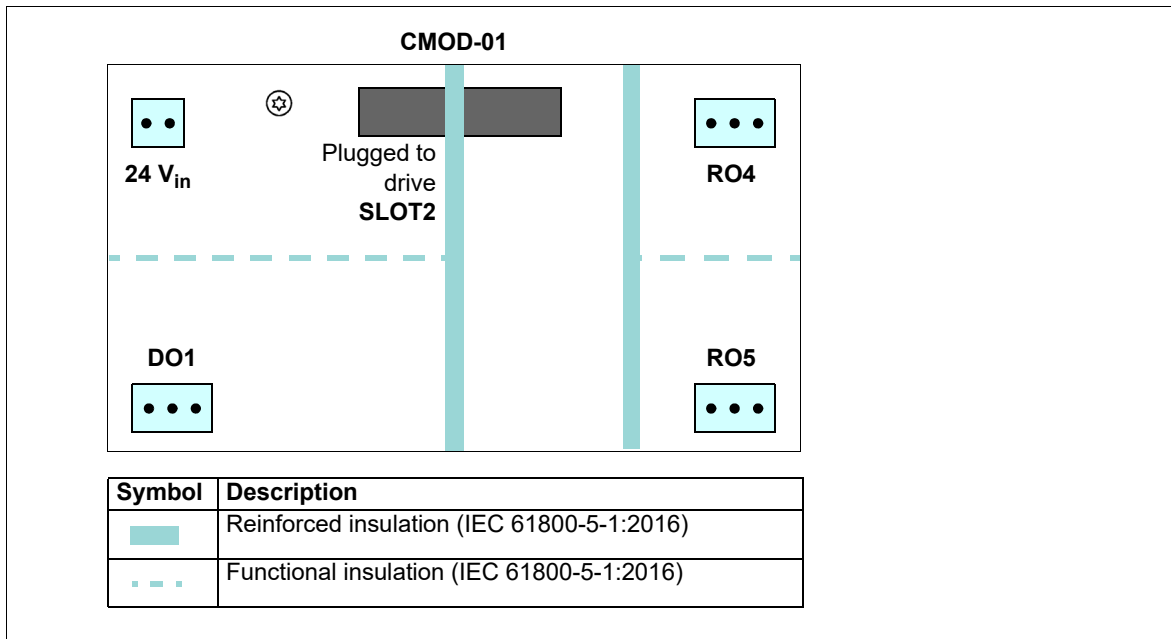 CMOD-01
24 Vin
Plugged to
drive
SLOT2
RO4
DO1
RO5
Symbol Description
Reinforced insulation (IEC 61800-5-1:2016)
Functional insulation (IEC 61800-5-1:2016)